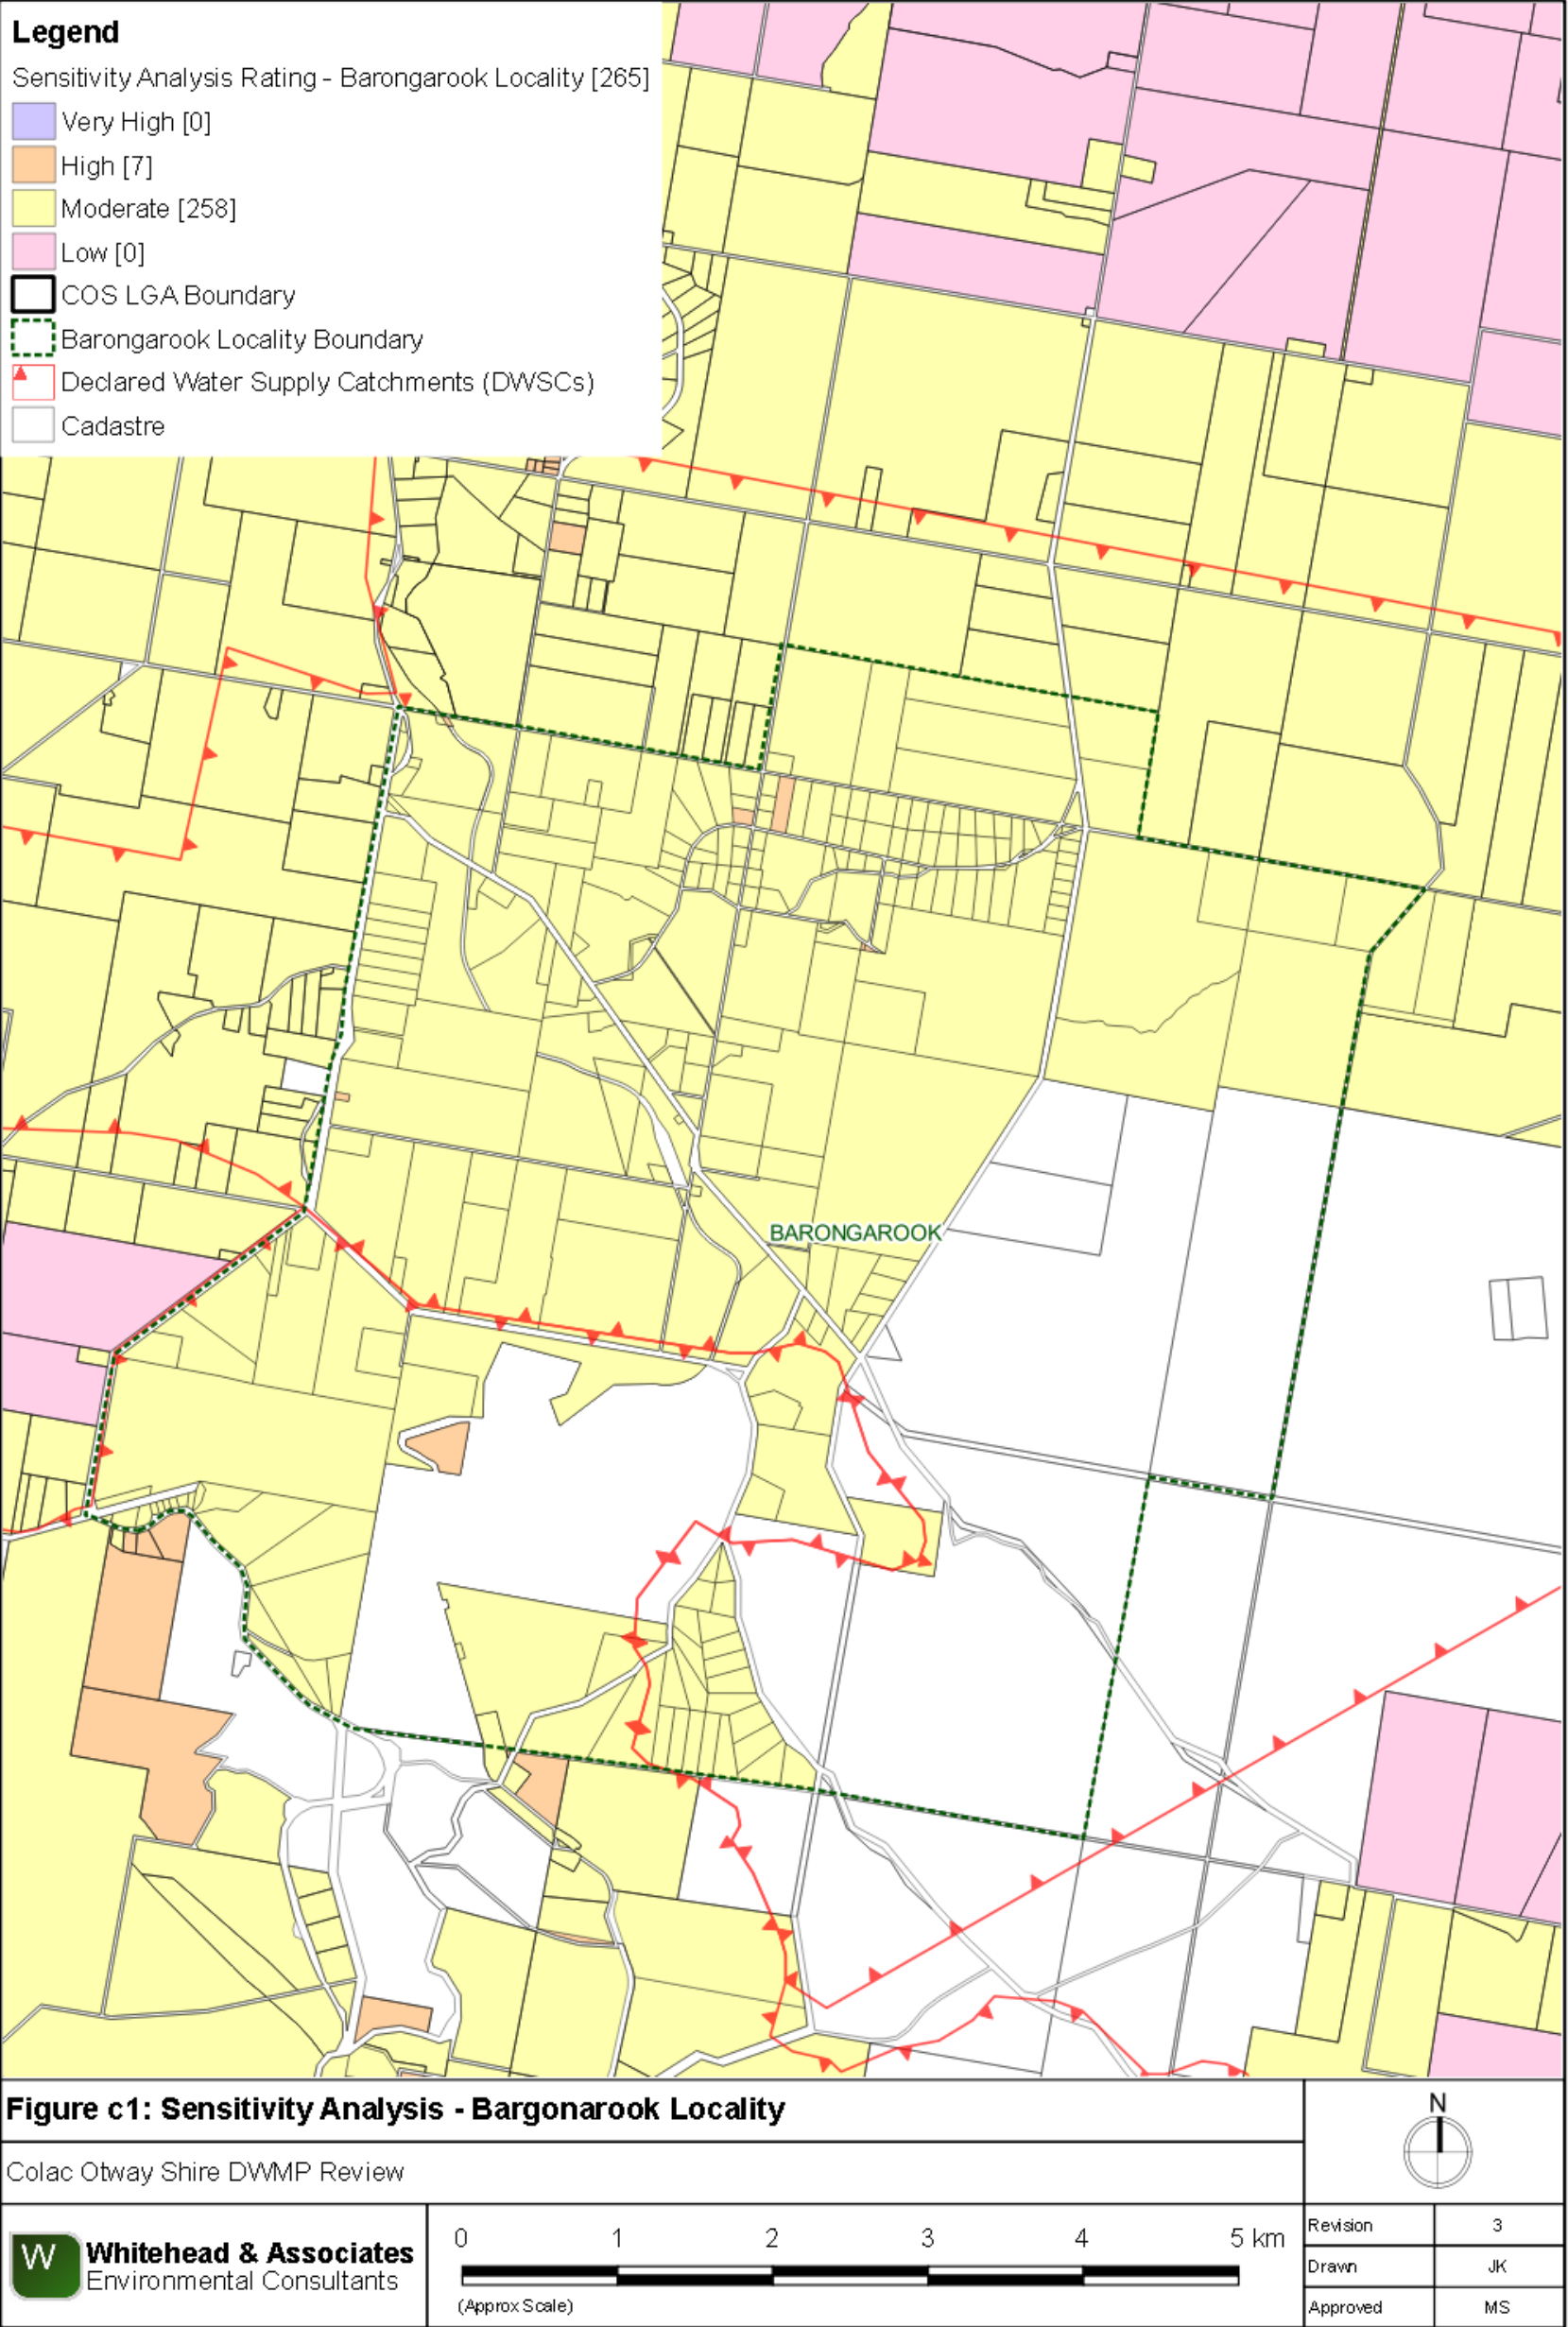 Legend
Sensitivity Analysis Rating - Barongarook Locality [265]
Very High [0]
High [7]
Moderate [258]
Low [0]
COS LGA Boundary
Barongarook Locality Boundary
Declared Water Supply Catchments (DWSCs)
Cadastre
BARONGAROOK
Figure c1: Sensitivity Analysis - Bargonarook Locality
N
Colac Otway Shire DWMP Review
W
Whitehead & Associates
Environmental Consultants
0 1 2 3 4 5 km
(Approx Scale)
Revision 3
Drawn JK
Approved MS